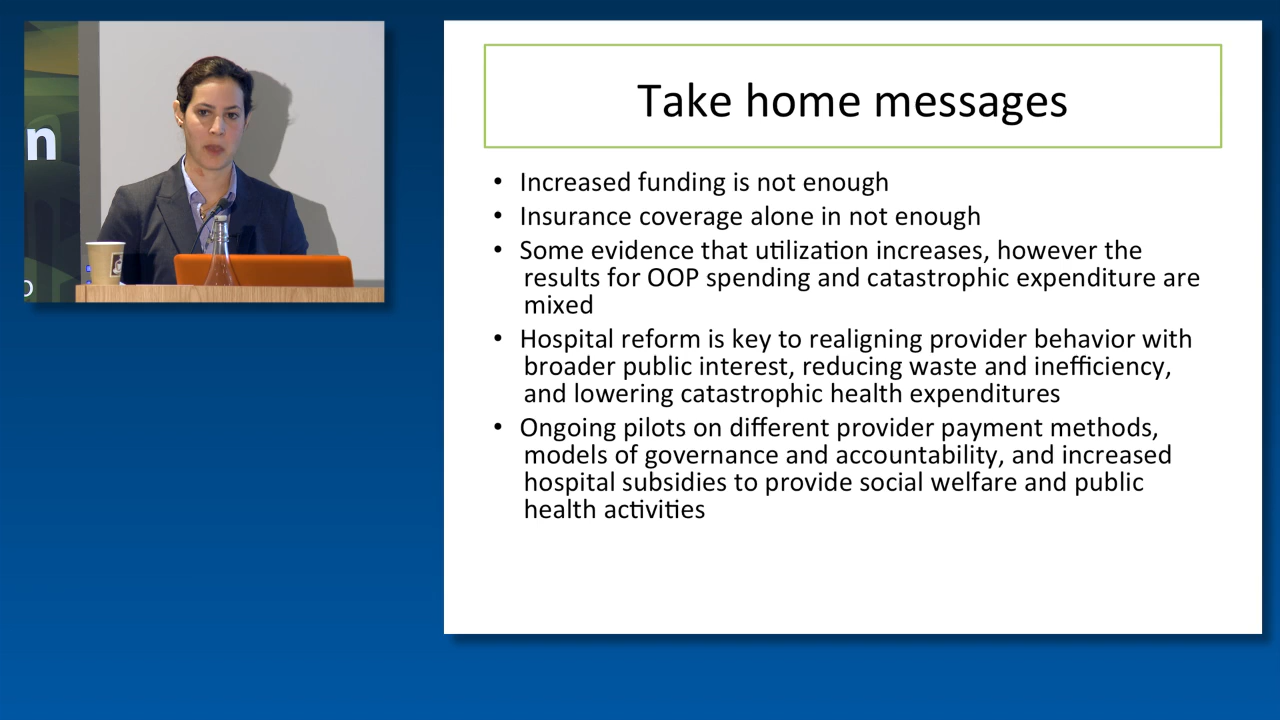 n
o
Take home messages
• Increased funding is not enough
• Insurance coverage alone in not enough
• Some evidence that utilization increases, however the
results for OOP spending and catastrophic expenditure are
mixed
• Hospital reform is key to realigning provider behavior with
broader public interest, reducing waste and inefficiency,
and lowering catastrophic health expenditures
• Ongoing pilots on different provider payment methods,
models of governance and accountability, and increased
hospital subsidies to provide social welfare and public
health activities